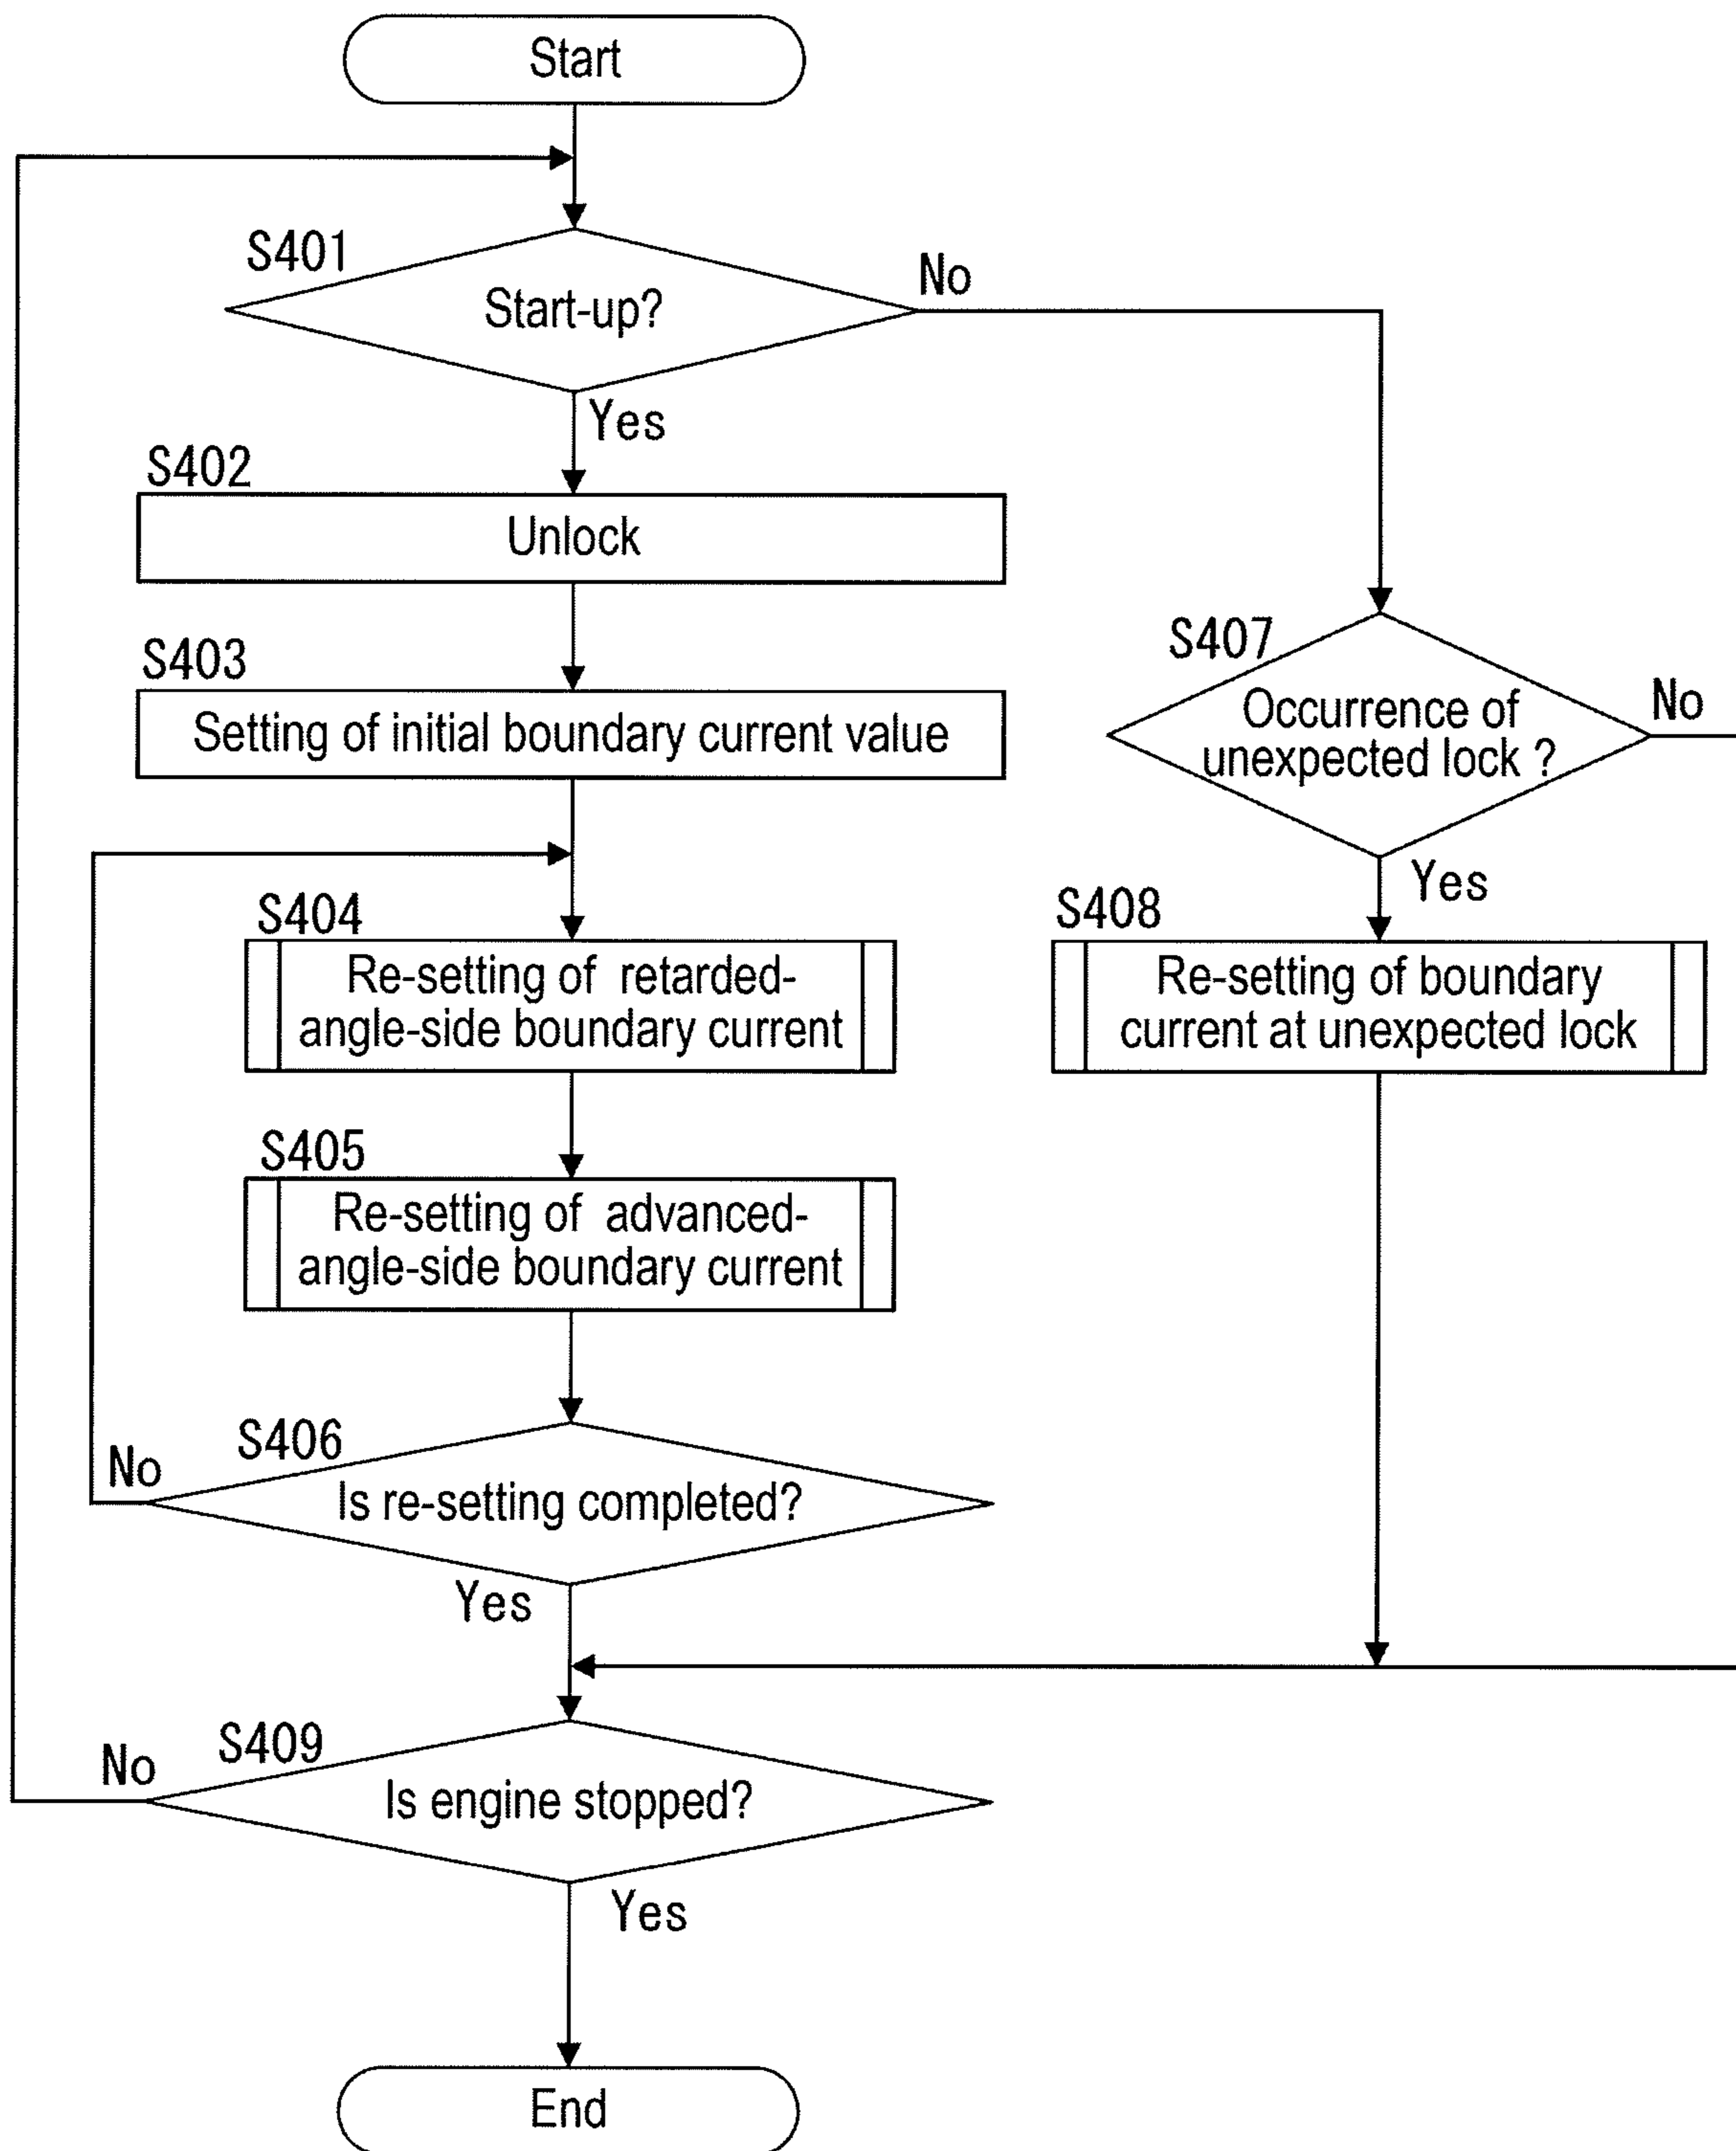 Start
S401
Start-up?
No
Yes
S402
Unlock
S403
Setting of initial boundary current value
S407
Occurrence of
unexpected lock ?
No
Yes
S404
Re-setting of retarded-
angle-side boundary current
S408
Re-setting of boundary
current at unexpected lock
S405
Re-setting of advanced-
angle-side boundary current
S406
No
Is re-setting completed?
Yes
S409
No
Is engine stopped?
Yes
End